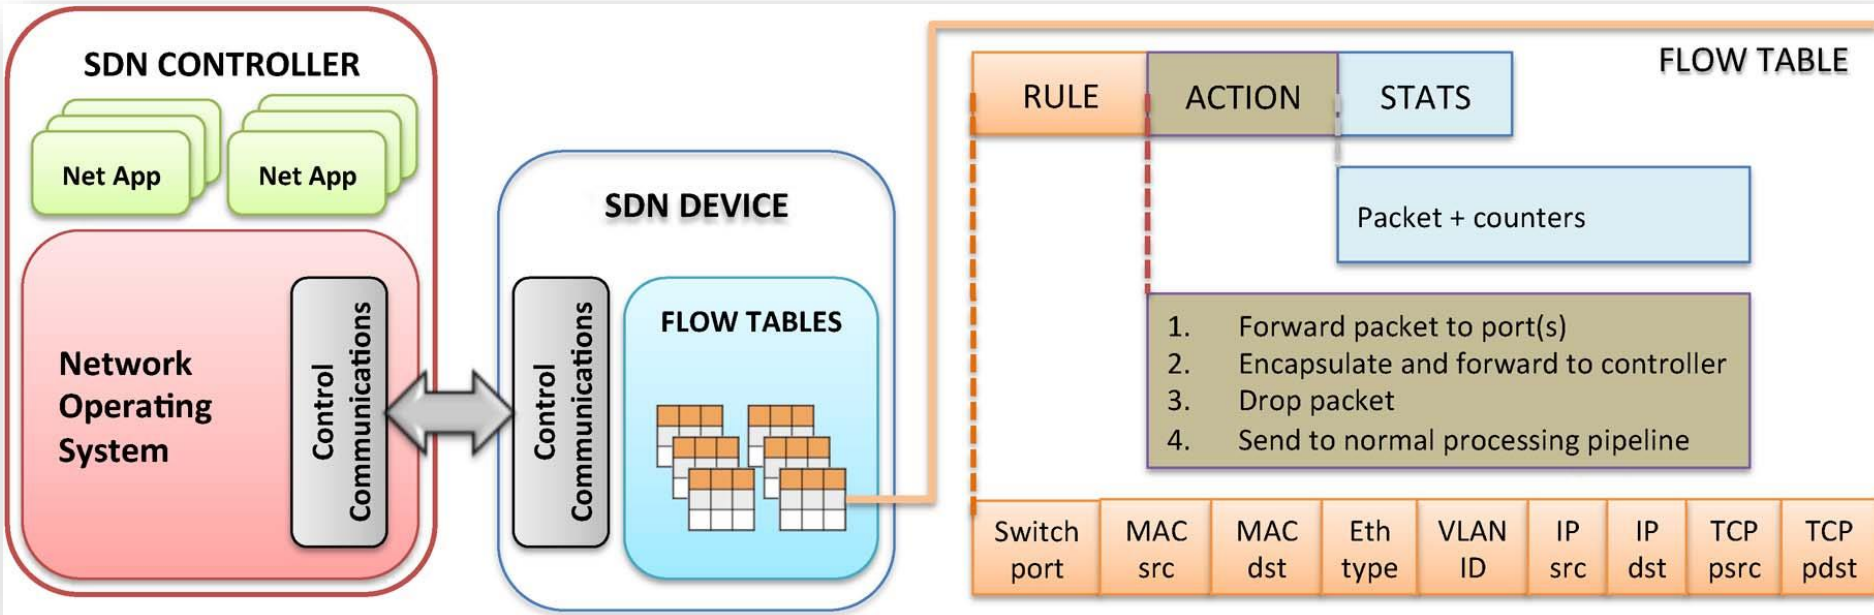 SDN CONTROLLER
Net App
Net App
Network
Operating
System
Control
Communications
SDN DEVICE
Control
Communications
FLOW TABLES
FLOW TABLE
RULE
ACTION
STATS
Packet + counters
1. Forward packet to port(s)
2. Encapsulate and forward to controller
3. Drop packet
4. Send to normal processing pipeline
Switch
port
MAC
src
MAC
dst
Eth
type
VLAN
ID
IP
src
IP
dst
TCP
psrc
TCP
pdst